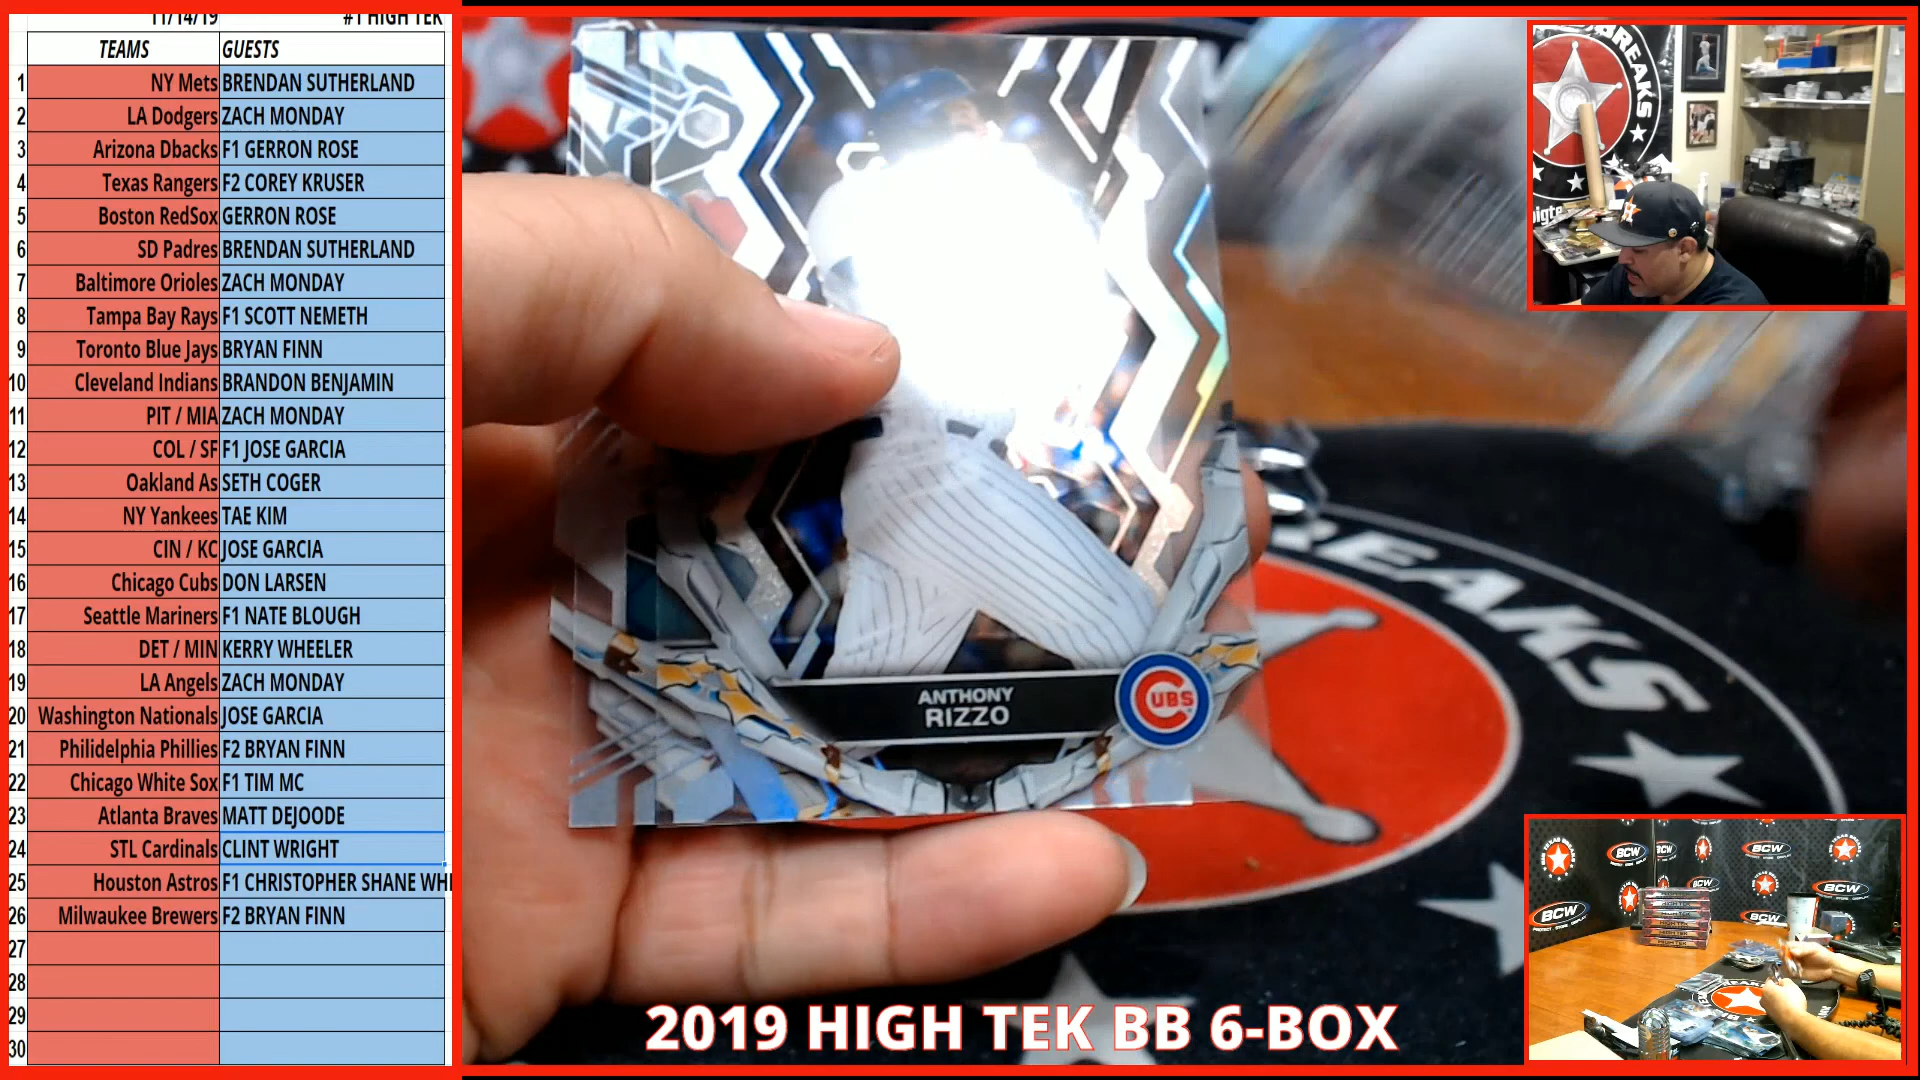 11/14/19 #1 HIGH TEK
TEAMS GUESTS
1 NY Mets BRENDAN SUTHERLAND
2 LA Dodgers ZACH MONDAY
3 Arizona Dbacks F1 GERRON ROSE
4 Texas Rangers F2 COREY KRUSER
5 Boston RedSox GERRON ROSE
6 SD Padres BRENDAN SUTHERLAND
7 Baltimore Orioles ZACH MONDAY
8 Tampa Bay Rays F1 SCOTT NEMETH
9 Toronto Blue Jays BRYAN FINN
10 Cleveland Indians BRANDON BENJAMIN
11 PIT / MIA ZACH MONDAY
12 COL / SF F1 JOSE GARCIA
13 Oakland As SETH COGER
14 NY Yankees TAE KIM
15 CIN / KC JOSE GARCIA
16 Chicago Cubs DON LARSEN
17 Seattle Mariners F1 NATE BLOUGH
18 DET / MIN KERRY WHEELER
19 LA Angels ZACH MONDAY
20 Washington Nationals JOSE GARCIA
21 Philidelphia Phillies F2 BRYAN FINN
22 Chicago White Sox F1 TIM MC
23 Atlanta Braves MATT DEJOODE
24 STL Cardinals CLINT WRIGHT
25 Houston Astros F1 CHRISTOPHER SHANE WHI
26 Milwaukee Brewers F2 BRYAN FINN
27
28
29
30
ANTHONY
RIZZO
CUBS
REAKS
2019 HIGH TEK BB 6-BOX
BREAKS
BCW
BCW
BCW
BCW
BCW
HIGH TEK